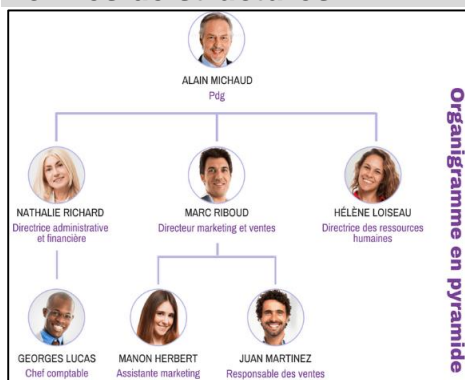 ALAIN MICHAUD
Pdg
NATHALIE RICHARD
Directrice administrative
et financière
MARC RIBOUD
Directeur marketing et ventes
HÉLÈNE LOISEAU
Directrice des ressources
humaines
GEORGES LUCAS
Chef comptable
MANON HERBERT
Assistante marketing
JUAN MARTINEZ
Responsable des ventes
Organigramme en pyramide